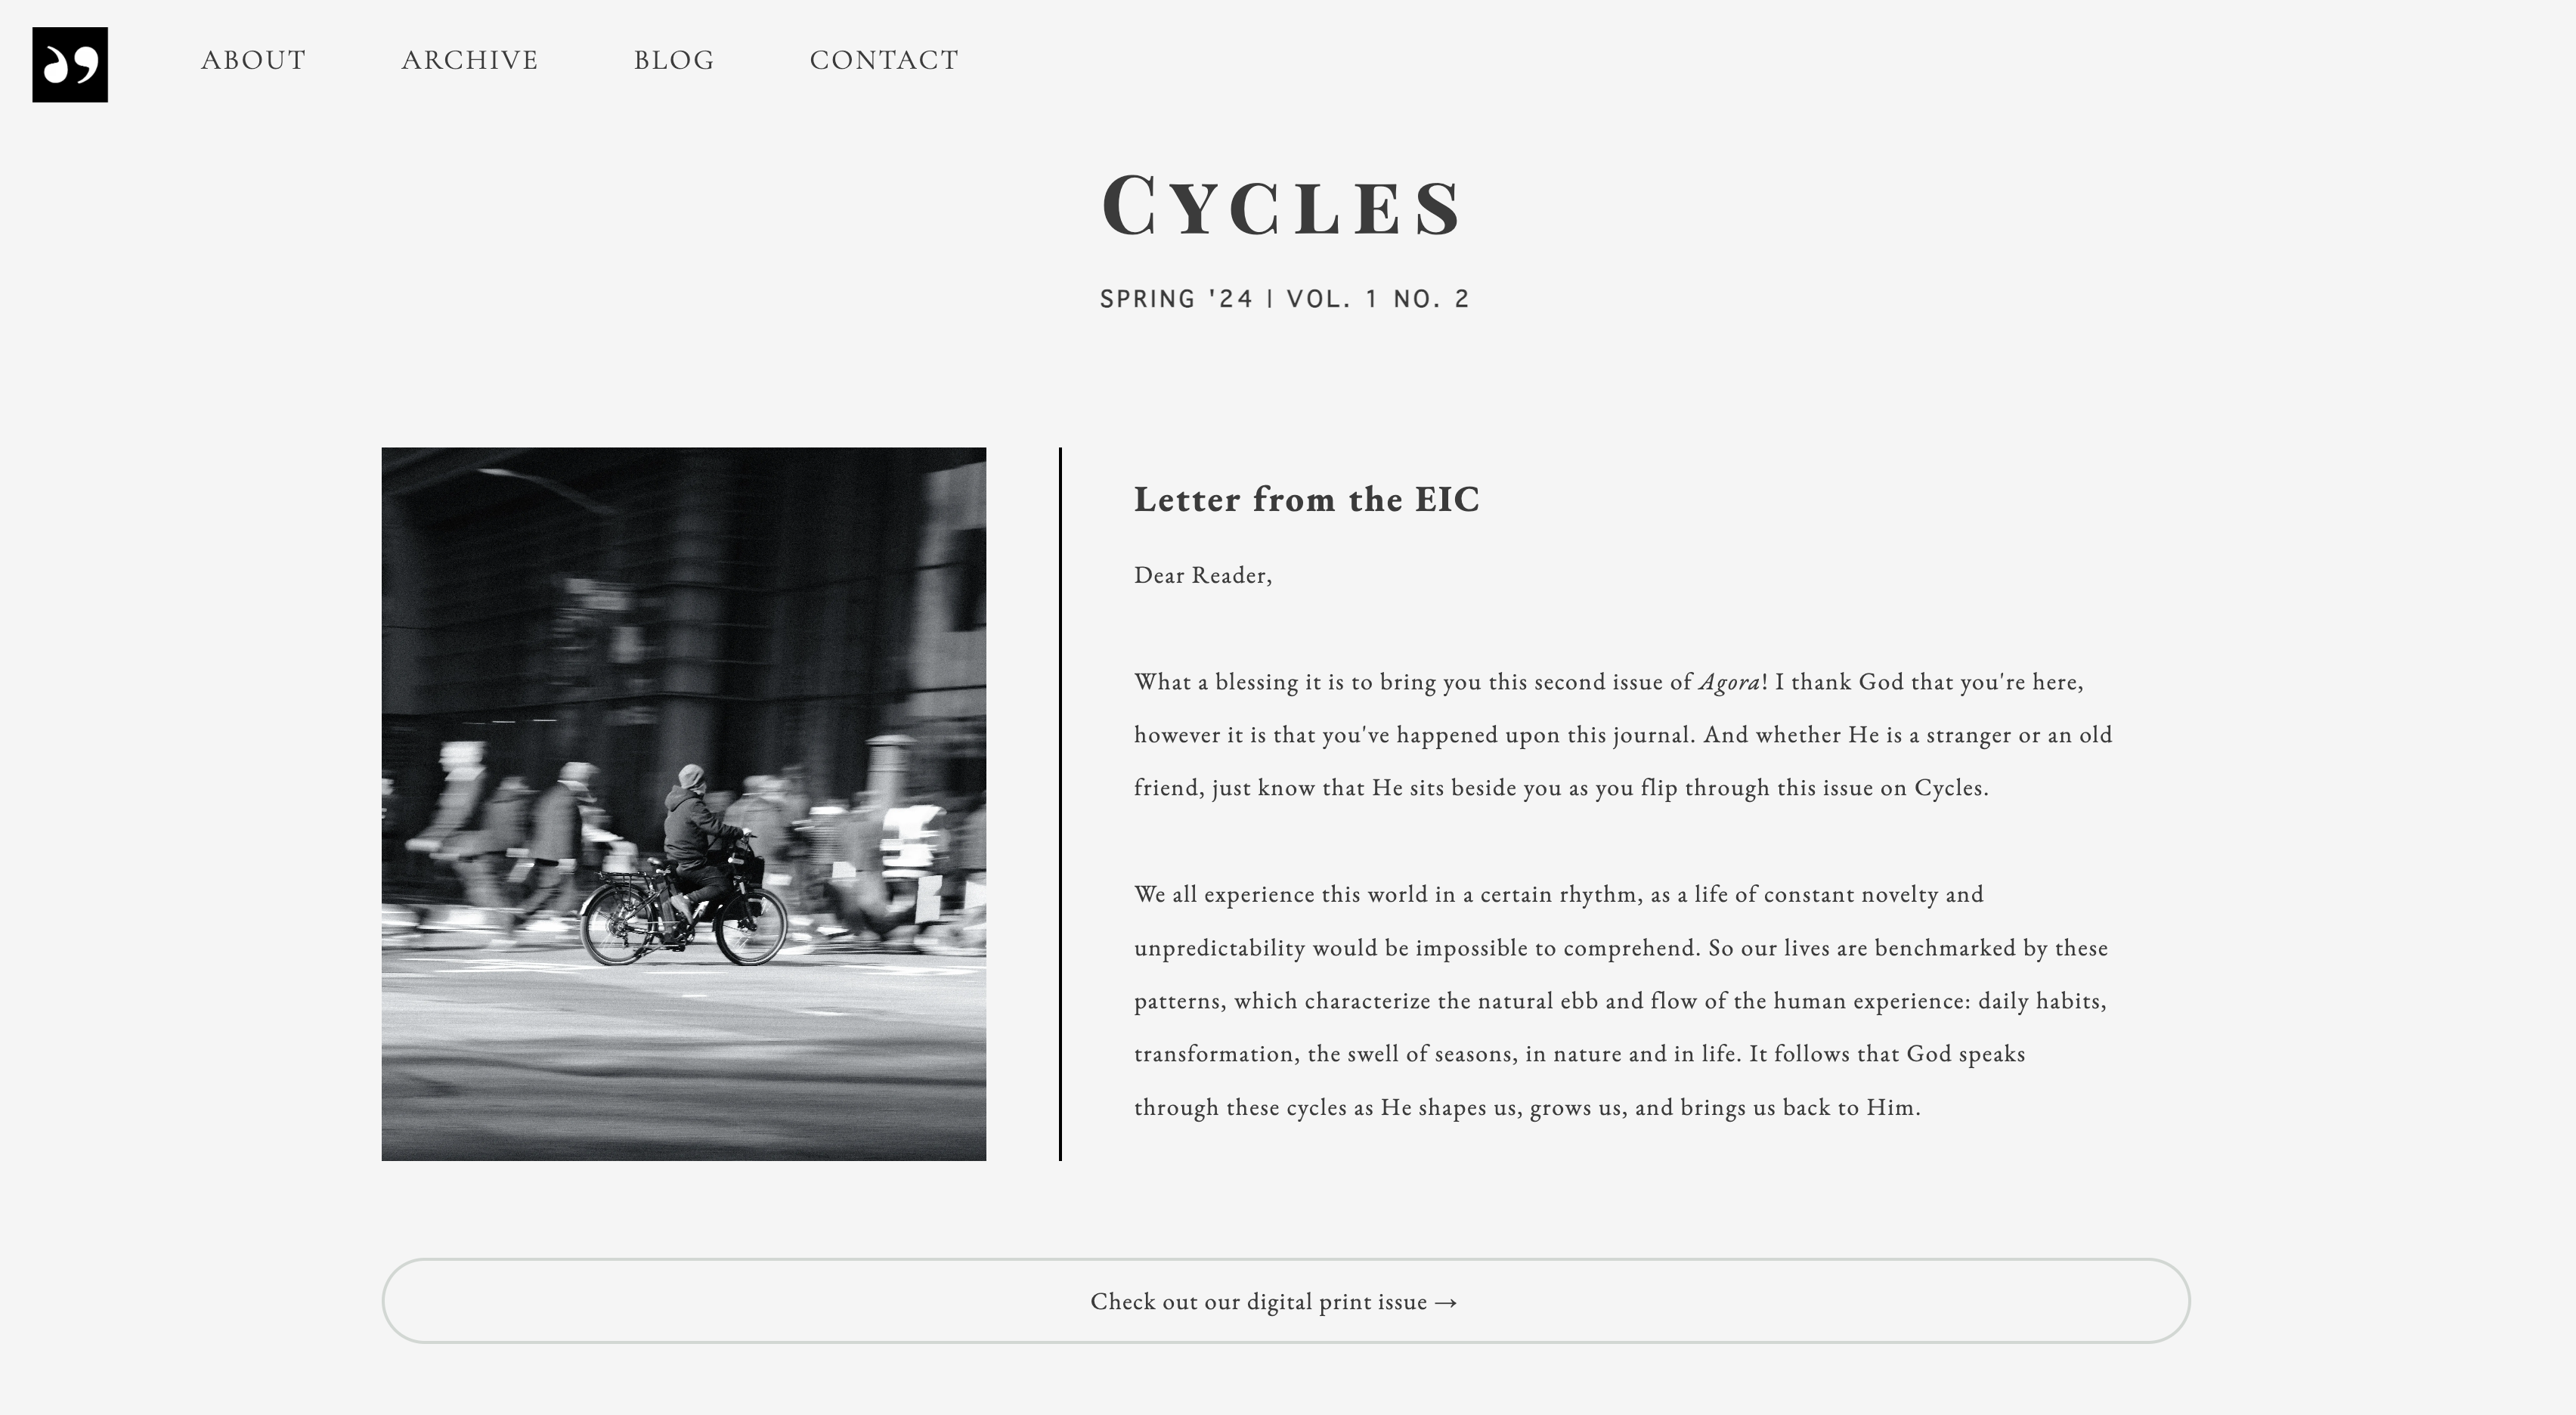 ABOUT ARCHIVE BLOG CONTACT
CYCLES
SPRING '24 | VOL. 1 NO. 2
Letter from the EIC
Dear Reader,
What a blessing it is to bring you this second issue of Agora! I thank God that you're here,
however it is that you've happened upon this journal. And whether He is a stranger or an old
friend, just know that He sits beside you as you flip through this issue on Cycles.
We all experience this world in a certain rhythm, as a life of constant novelty and
unpredictability would be impossible to comprehend. So our lives are benchmarked by these
patterns, which characterize the natural ebb and flow of the human experience: daily habits,
transformation, the swell of seasons, in nature and in life. It follows that God speaks
through these cycles as He shapes us, grows us, and brings us back to Him.
Check out our digital print issue →